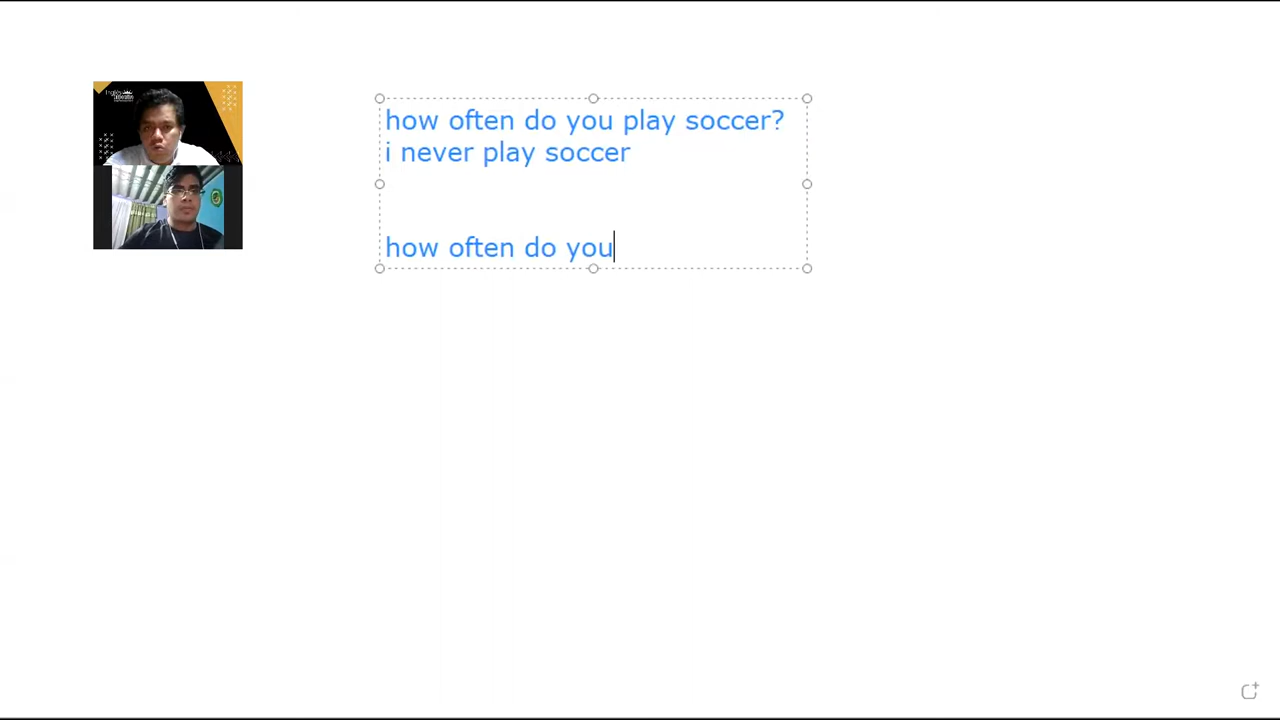 how often do you play soccer?
i never play soccer
how often do you